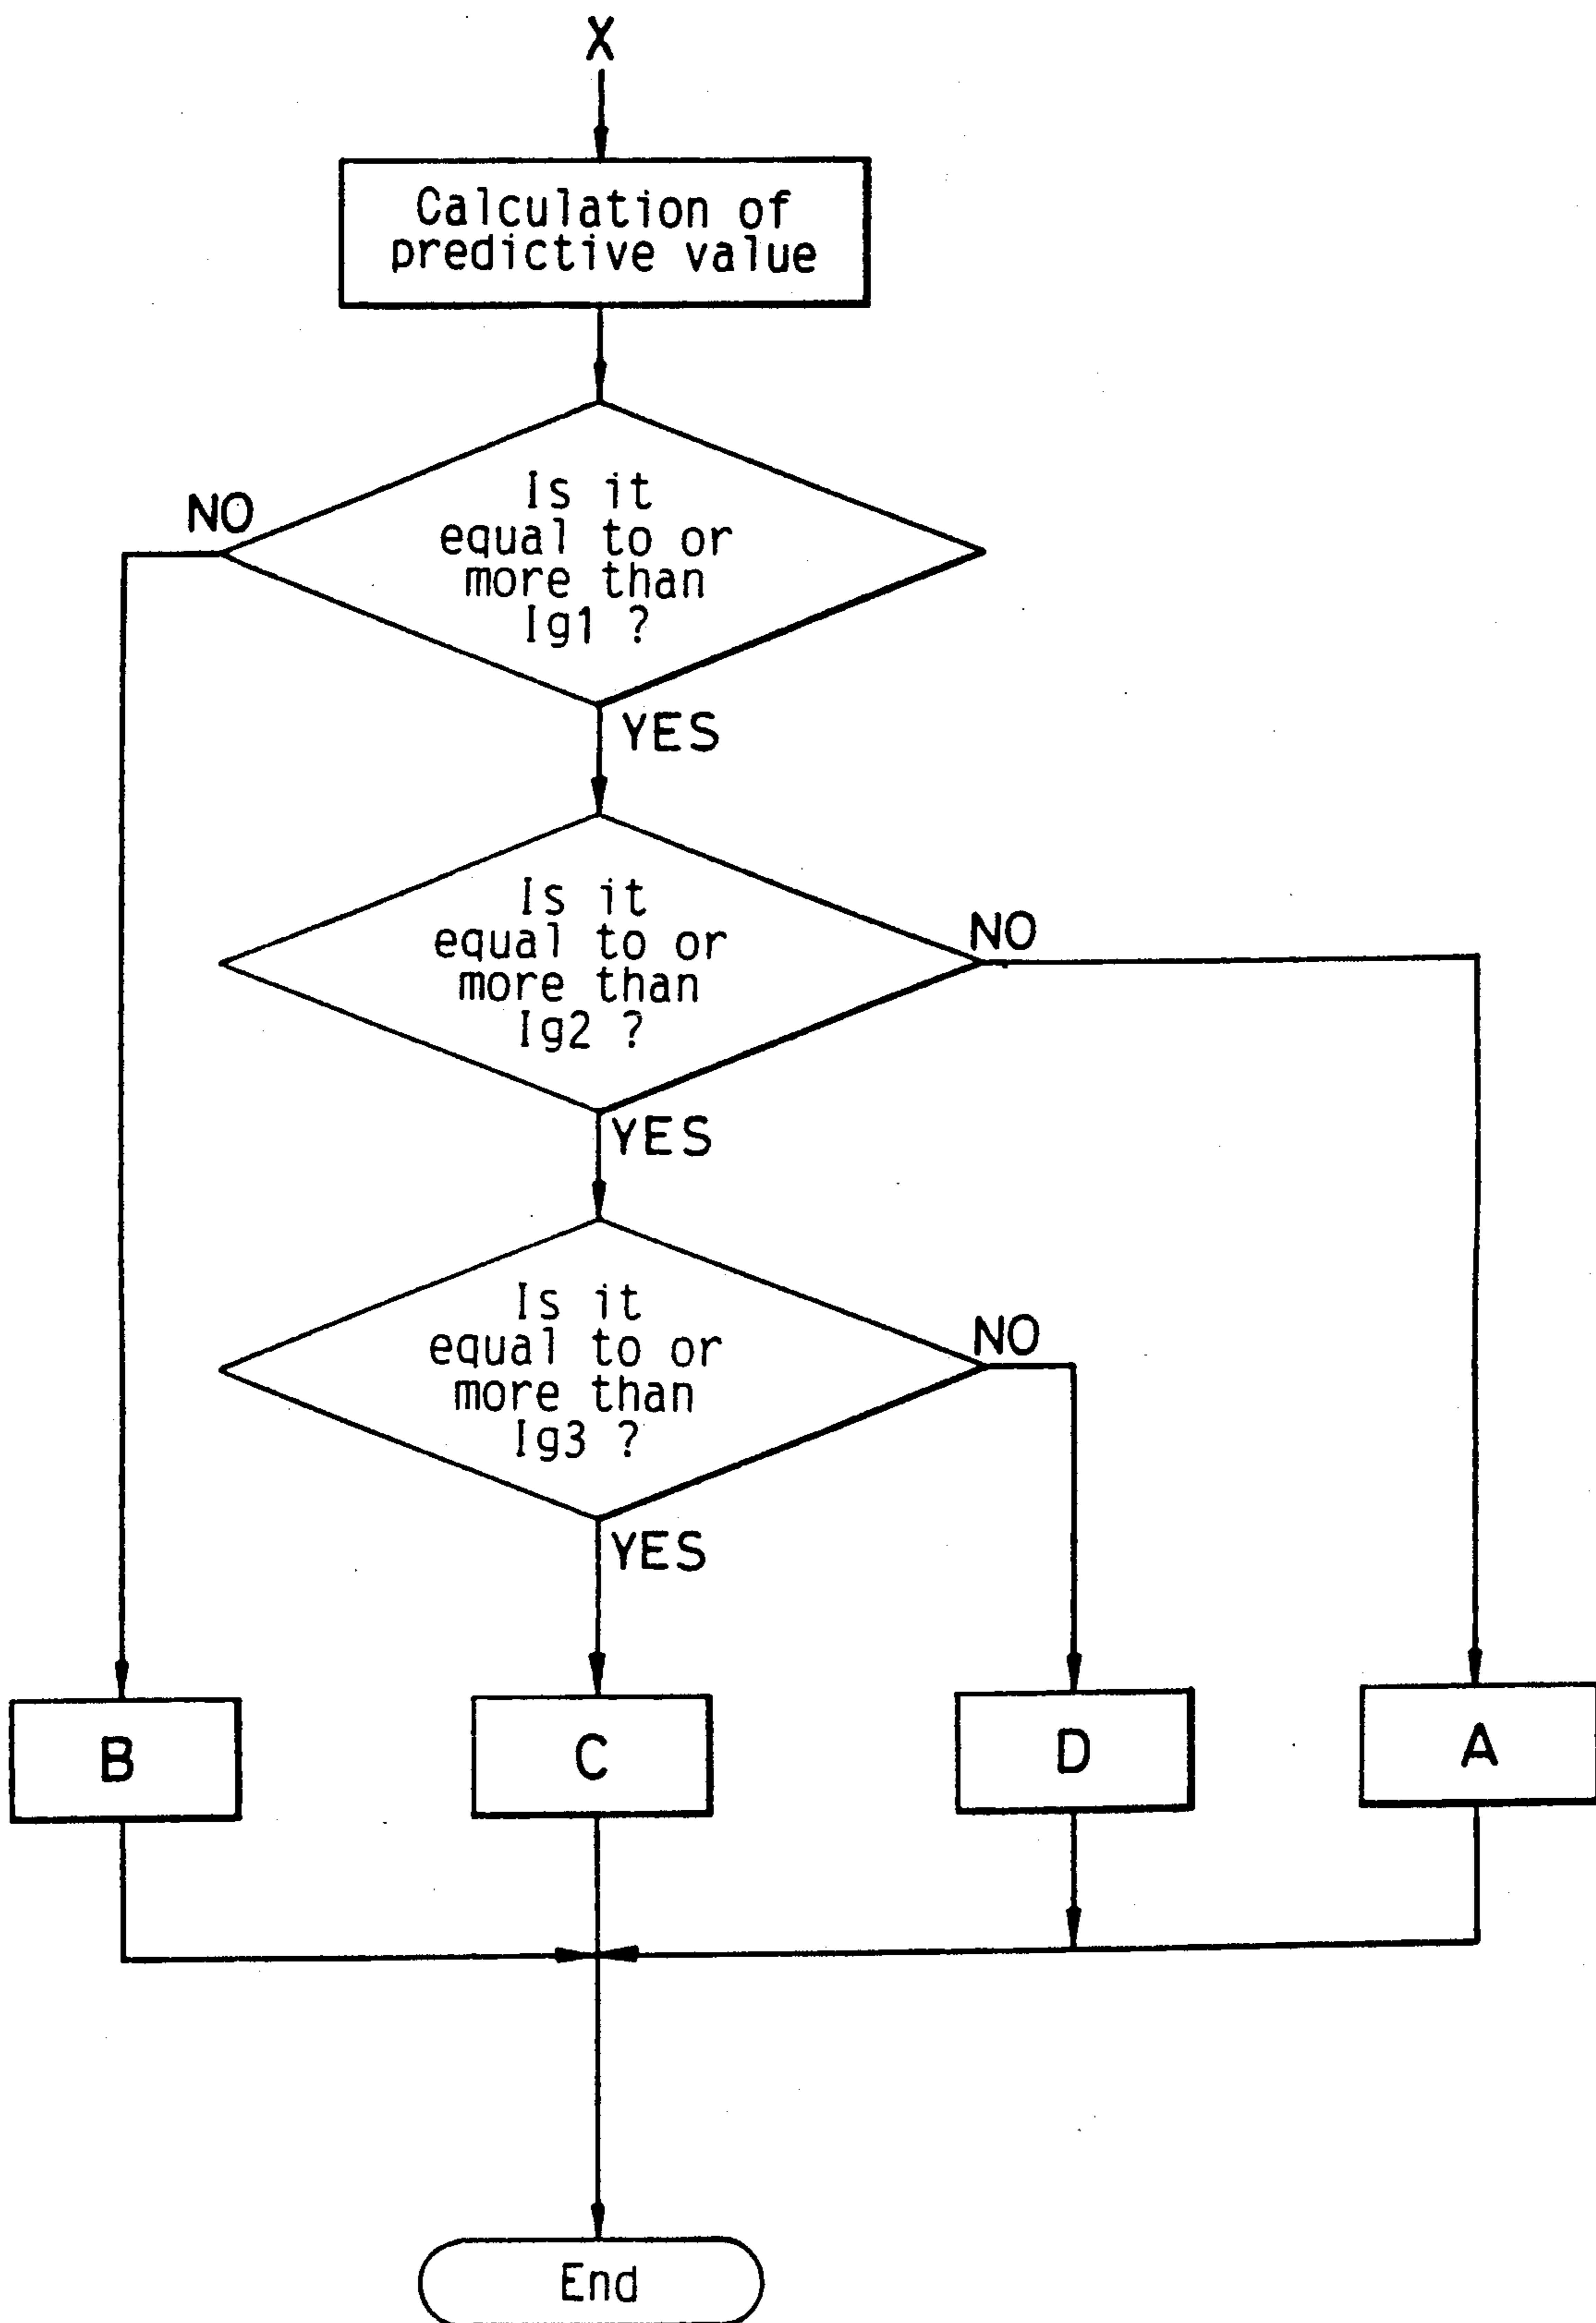 X
Calculation of
predictive value
Is it
equal to or
more than
Ig1 ?
NO
YES
Is it
equal to or
more than
Ig2 ?
NO
YES
Is it
equal to or
more than
Ig3 ?
NO
YES
B
C
D
A
End